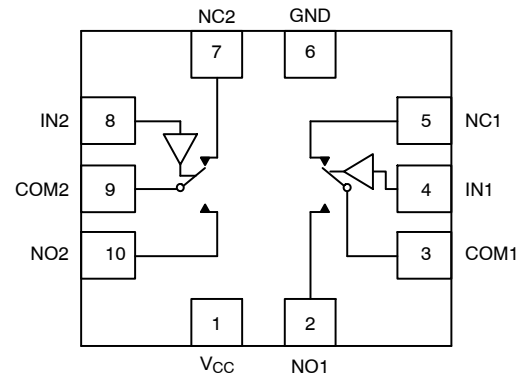 NC2 GND
7 6
IN2 8 5 NC1
COM2 9 4 IN1
NO2 10 3 COM1
1 2
VCC NO1